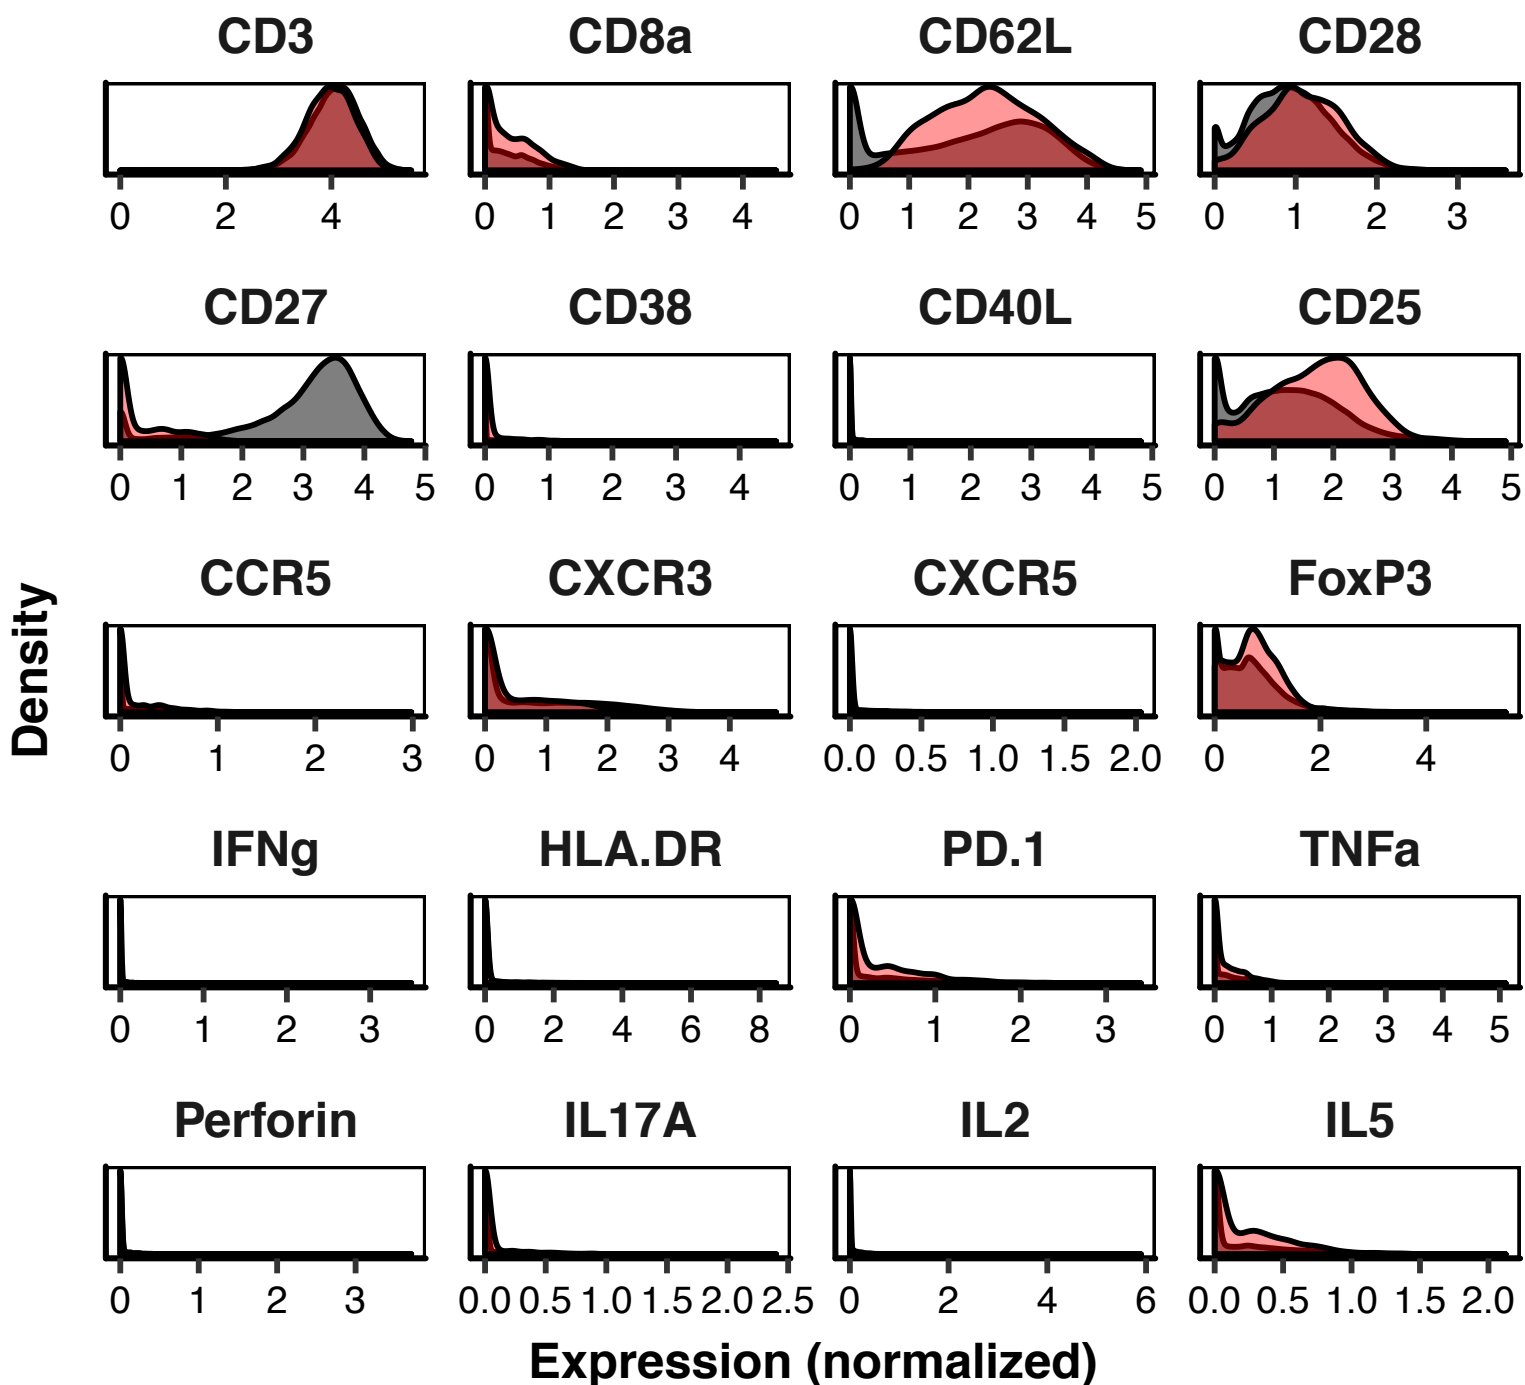 CD3 CD8a CD62L CD28
0 2 4 0 1 2 3 4 0 1 2 3 4 5 0 1 2 3
CD27 CD38 CD40L CD25
0 1 2 3 4 5 0 1 2 3 4 0 1 2 3 4 5 0 1 2 3 4 5
CCR5 CXCR3 CXCR5 FoxP3
0 1 2 3 0 1 2 3 4 0.0 0.5 1.0 1.5 2.0 0 2 4
Density
IFNg HLA.DR PD.1 TNFa
0 1 2 3 0 2 4 6 8 0 1 2 3 0 1 2 3 4 5
Perforin IL17A IL2 IL5
0 1 2 3 0.0 0.5 1.0 1.5 2.0 2.5 0 2 4 6 0.0 0.5 1.0 1.5 2.0
Expression (normalized)